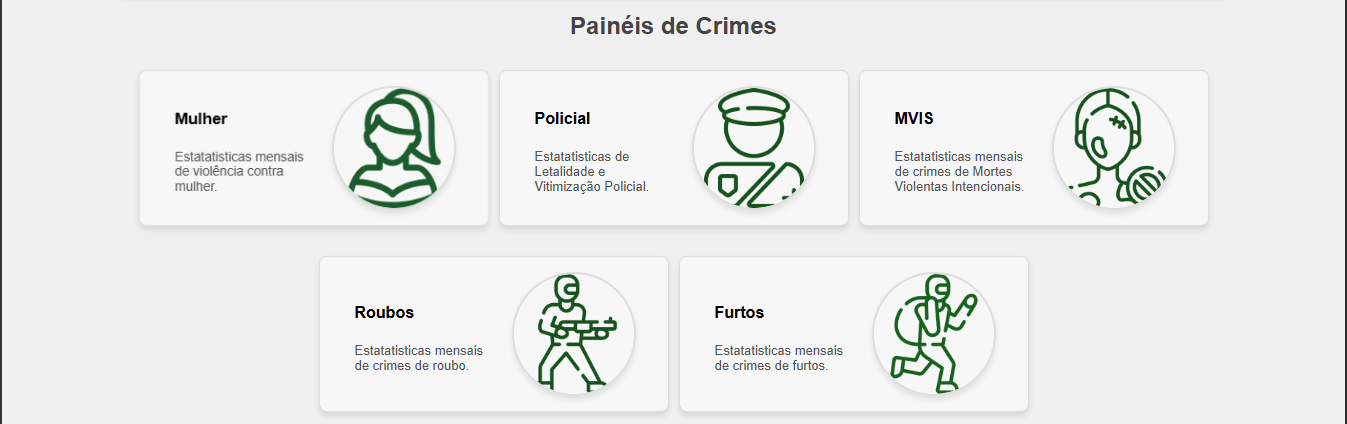 Painéis de Crimes
Mulher
Estatatisticas mensais
de violência contra
mulher.
Policial
Estatatisticas de
Letalidade e
Vitimização Policial.
MVIS
Estatatisticas mensais
de crimes de Mortes
Violentas Intencionais.
Roubos
Estatatisticas mensais
de crimes de roubo.
Furtos
Estatatisticas mensais
de crimes de furtos.